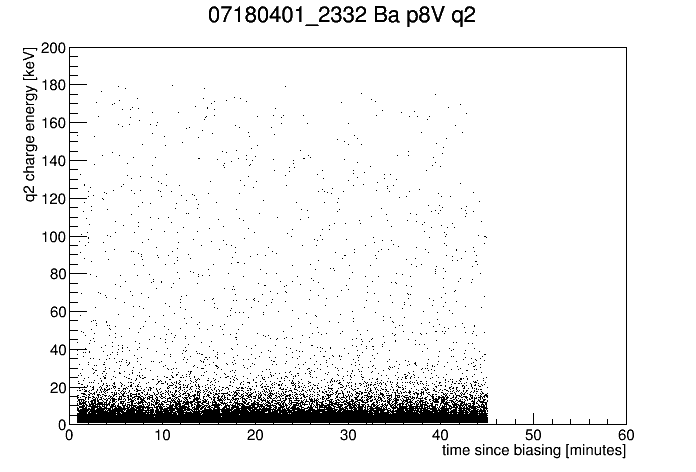 07180401_2332 Ba p8V q2
q2 charge energy [keV]
200
180
160
140
120
100
80
60
40
20
0
0 10 20 30 40 50 60
time since biasing [minutes]